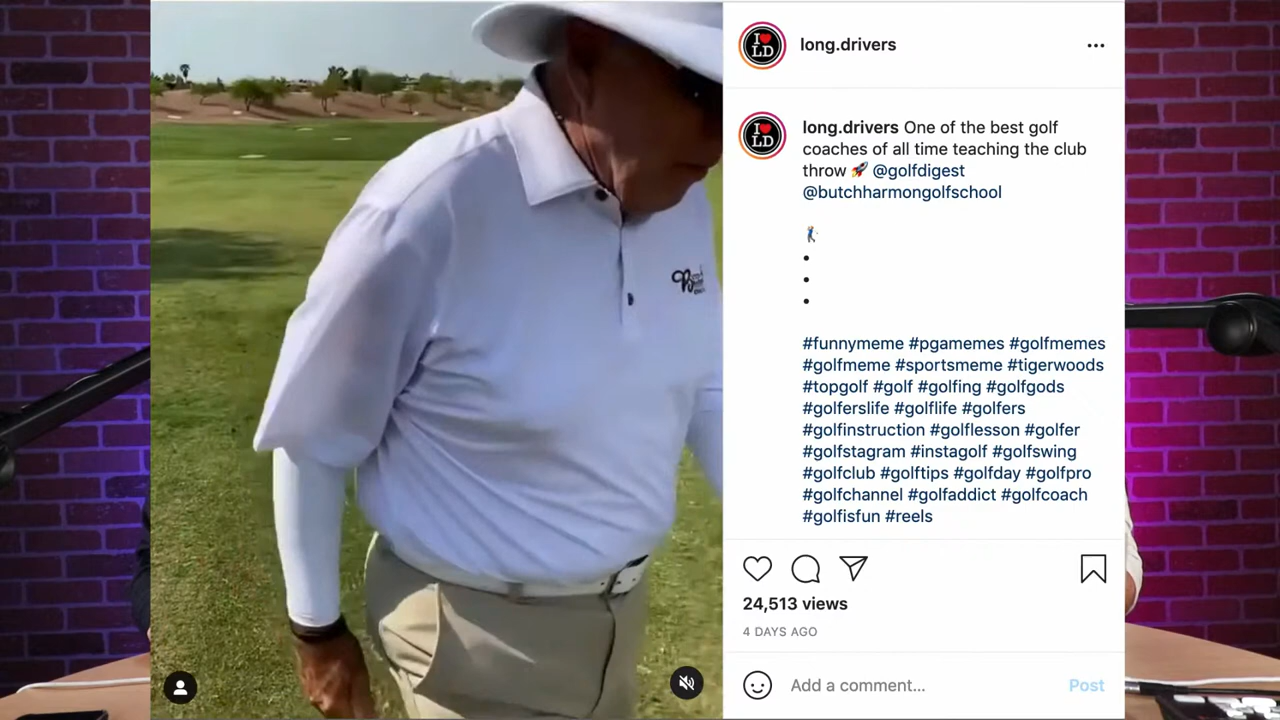 I
LD
long.drivers
I
LD
long.drivers One of the best golf
coaches of all time teaching the club
throw 🚀 @golfdigest
@butchharmongolfschool
🏌
•
•
•
#funnymeme #pgamemes #golfmemes
#golfmeme #sportsmeme #tigerwoods
#topgolf #golf #golfing #golfgods
#golferslife #golflife #golfers
#golfinstruction #golflesson #golfer
#golfstagram #instagolf #golfswing
#golfclub #golftips #golfday #golfpro
#golfchannel #golfaddict #golfcoach
#golfisfun #reels
24,513 views
4 DAYS AGO
Add a comment...
Post